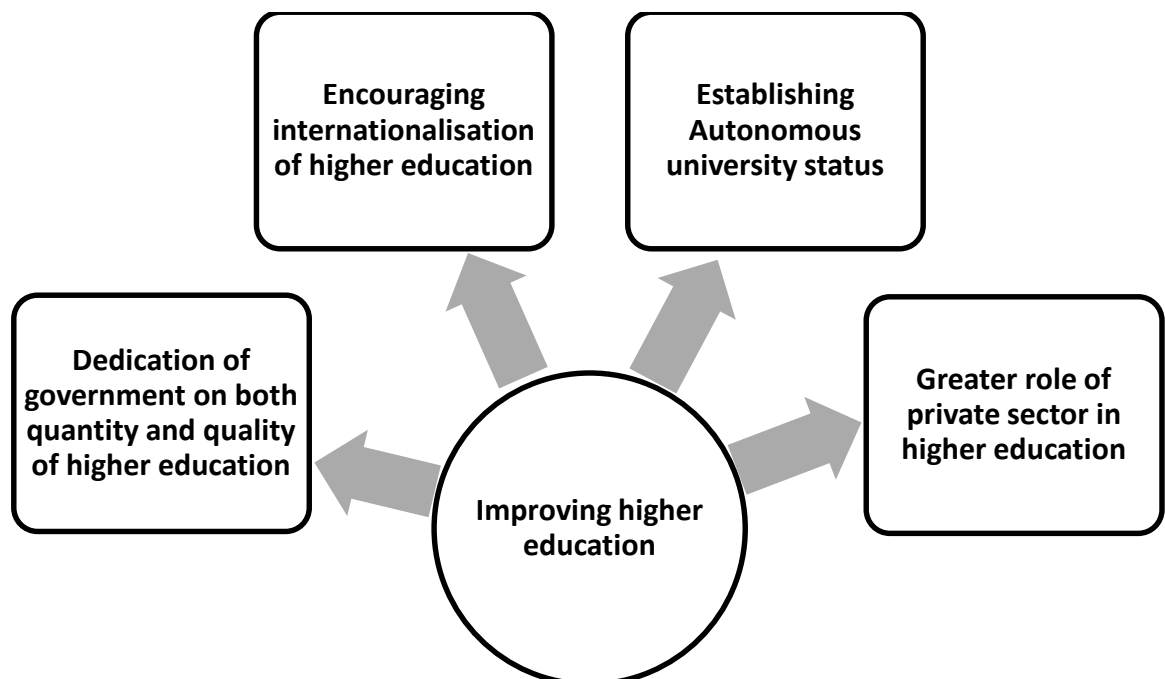 Encouraging
internationalisation
of higher education
Establishing
Autonomous
university status
Dedication of
government on both
quantity and quality
of higher education
Greater role of
private sector in
higher education
Improving higher
education